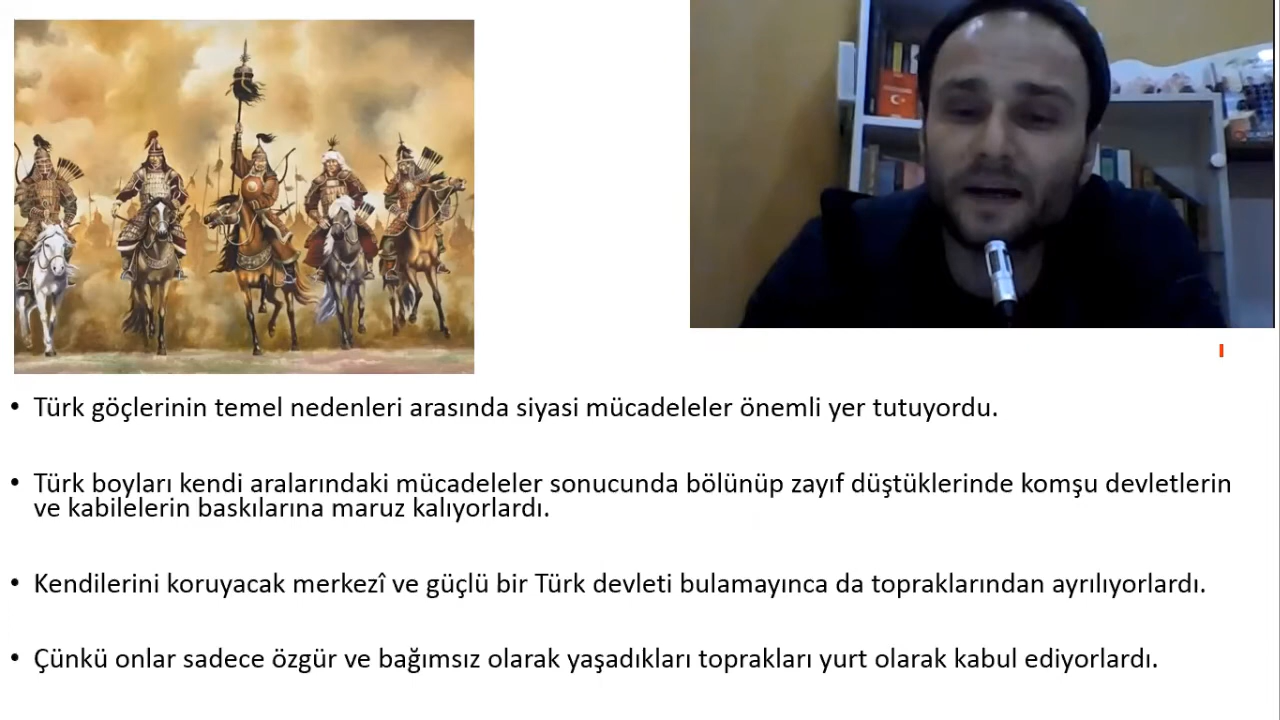 • Türk göçlerinin temel nedenleri arasında siyasi mücadeleler önemli yer tutuyordu.
• Türk boyları kendi aralarındaki mücadeleler sonucunda bölünüp zayıf düştüklerinde komşu devletlerin
ve kabilelerin baskılarına maruz kalıyorlardı.
• Kendilerini koruyacak merkezî ve güçlü bir Türk devleti bulamayınca da topraklarından ayrılıyorlardı.
• Çünkü onlar sadece özgür ve bağımsız olarak yaşadıkları toprakları yurt olarak kabul ediyorlardı.